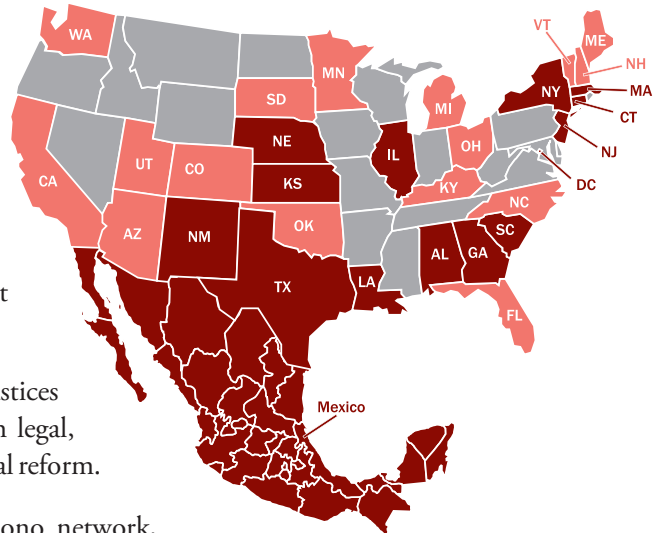 WA
VT
ME
NH
MN
NY
MA
SD
MI
CT
NE
IL
OH
NJ
UT
CO
CA
KS
KY
DC
NC
AZ
NM
OK
SC
AL
GA
TX
LA
FL
Mexico
legal,
al reform.
network.